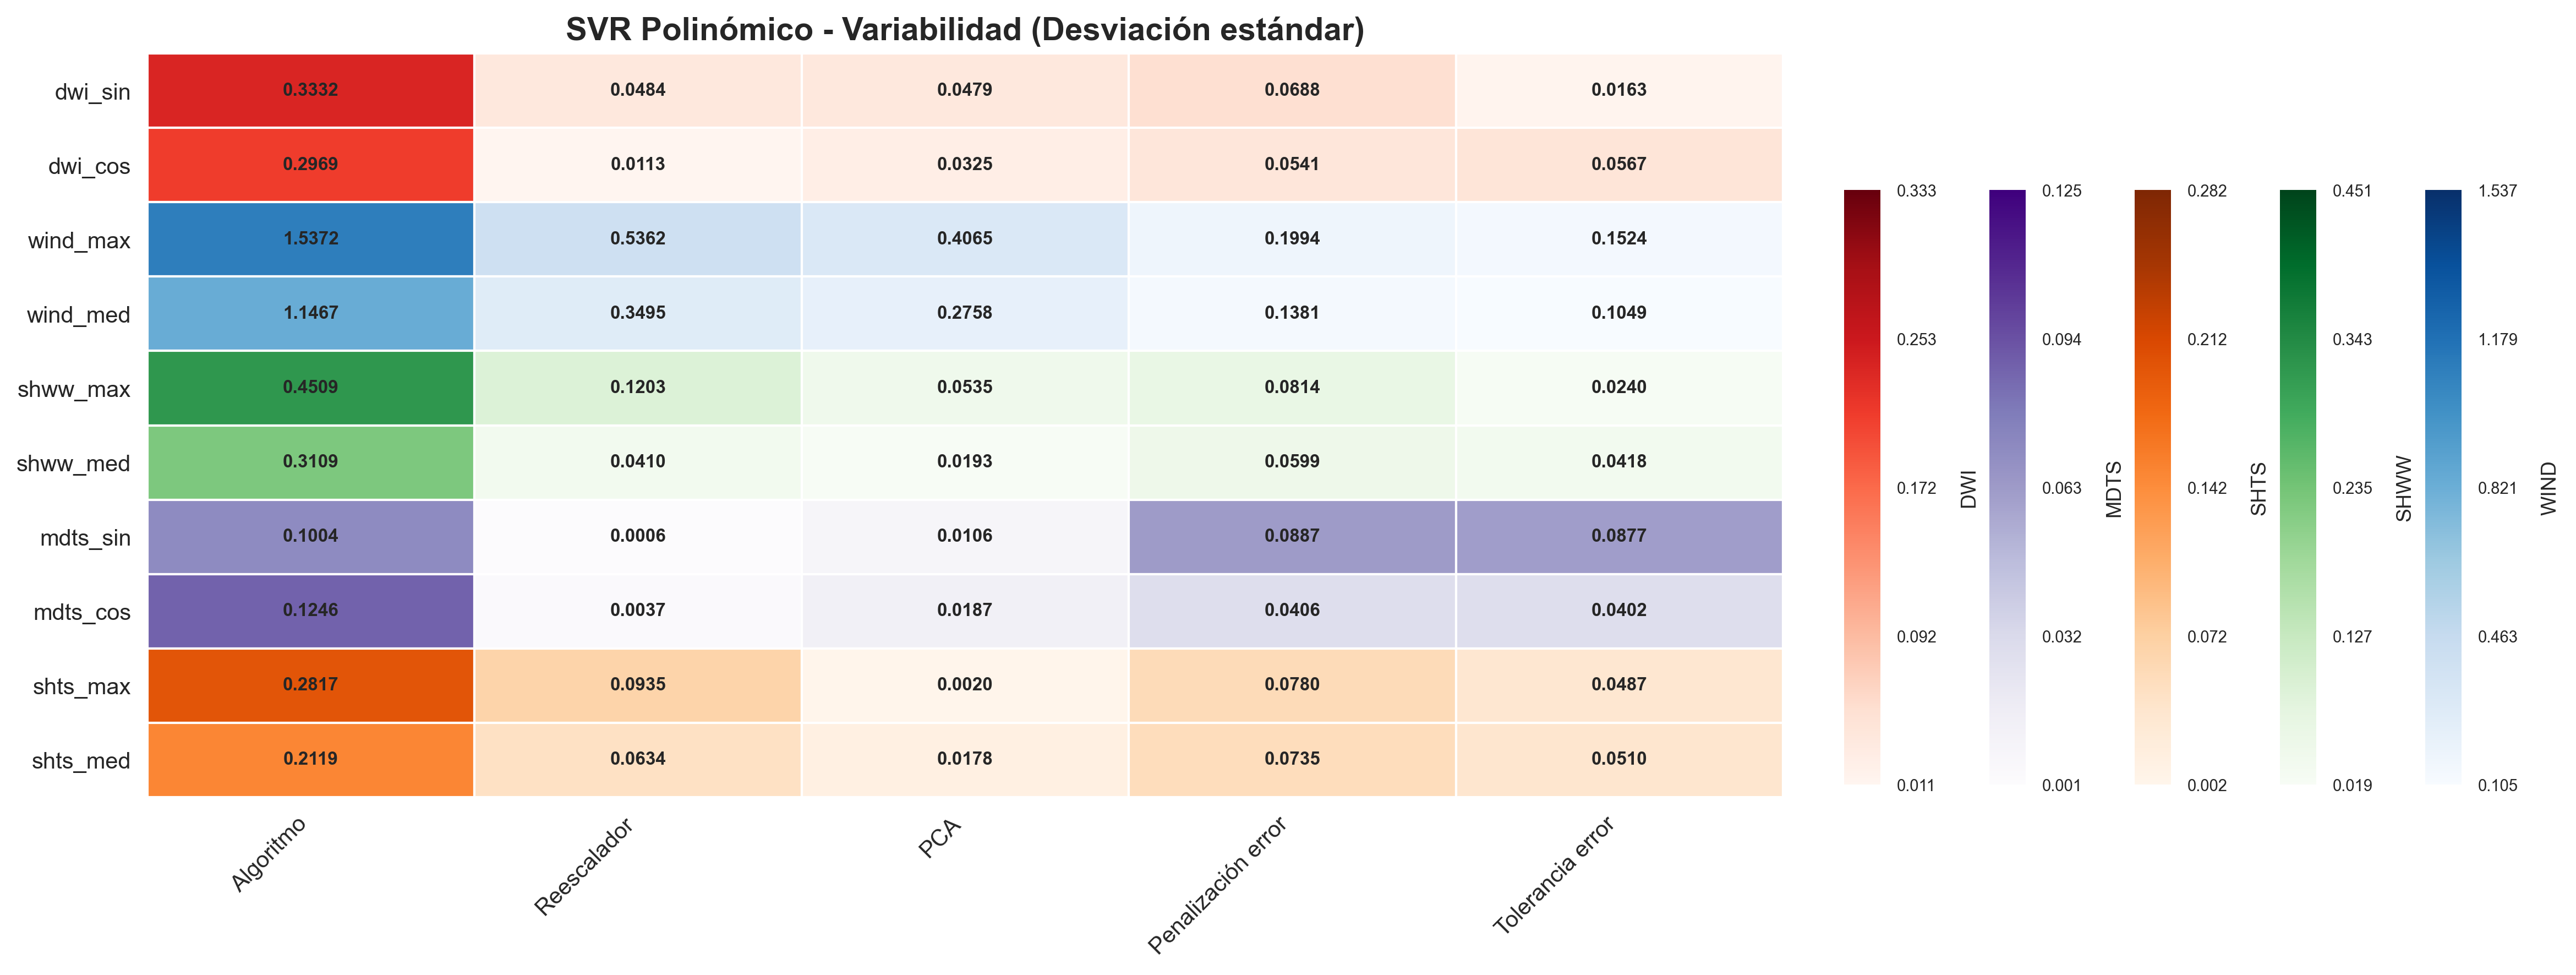 SVR Polinómico - Variabilidad (Desviación estándar)
dwi_sin 0.3332 0.0484 0.0479 0.0688 0.0163
dwi_cos 0.2969 0.0113 0.0325 0.0541 0.0567
wind_max 1.5372 0.5362 0.4065 0.1994 0.1524
wind_med 1.1467 0.3495 0.2758 0.1381 0.1049
shww_max 0.4509 0.1203 0.0535 0.0814 0.0240
shww_med 0.3109 0.0410 0.0193 0.0599 0.0418
mdts_sin 0.1004 0.0006 0.0106 0.0887 0.0877
mdts_cos 0.1246 0.0037 0.0187 0.0406 0.0402
shts_max 0.2817 0.0935 0.0020 0.0780 0.0487
shts_med 0.2119 0.0634 0.0178 0.0735 0.0510
Algoritmo Reescalador PCA Penalización error Tolerancia error
0.333 0.125 0.282 0.451 1.537
0.253 0.094 0.212 0.343 1.179
0.172 0.063 0.142 0.235 0.821
DWI MDTS SHTS SHWW WIND
0.092 0.032 0.072 0.127 0.463
0.011 0.001 0.002 0.019 0.105